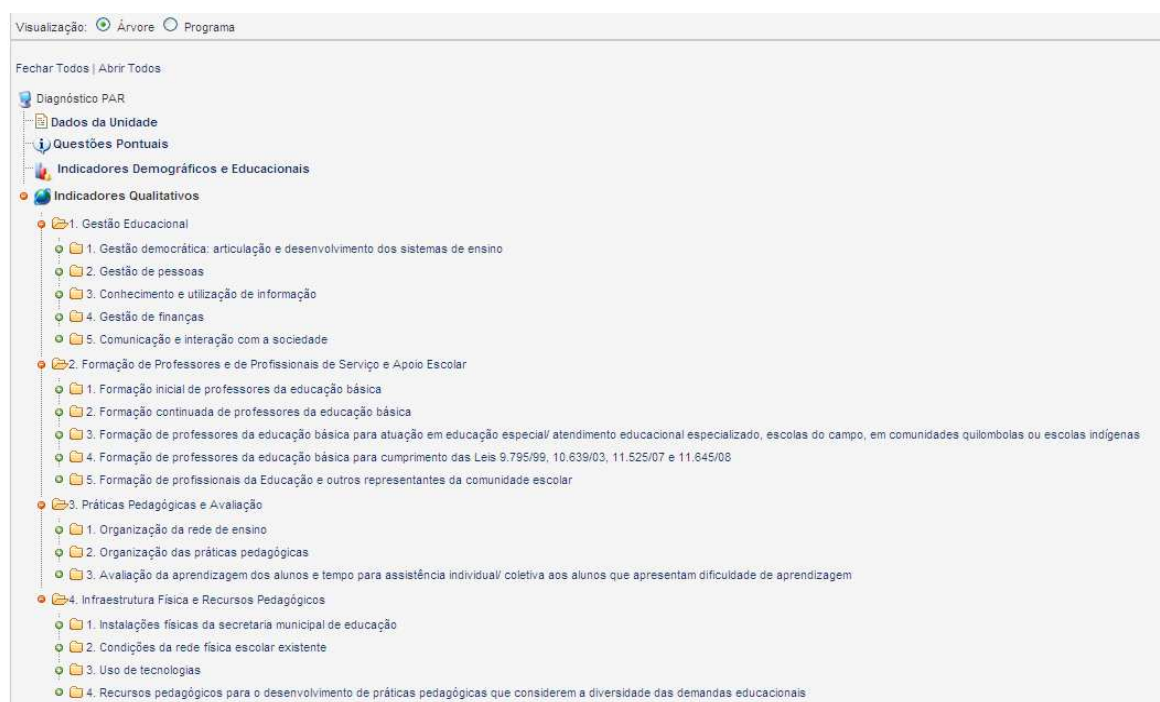 Visualização: Árvore Programa
Fechar Todos | Abrir Todos
Diagnóstico PAR
Dados da Unidade
Questões Pontuais
Indicadores Demográficos e Educacionais
Indicadores Qualitativos
1. Gestão Educacional
1. Gestão democrática: articulação e desenvolvimento dos sistemas de ensino
2. Gestão de pessoas
3. Conhecimento e utilização de informação
4. Gestão de finanças
5. Comunicação e interação com a sociedade
2. Formação de Professores e de Profissionais de Serviço e Apoio Escolar
1. Formação inicial de professores da educação básica
2. Formação continuada de professores da educação básica
3. Formação de professores da educação básica para atuação em educação especial/ atendimento educacional especializado, escolas do campo, em comunidades quilombolas ou escolas indígenas
4. Formação de professores da educação básica para cumprimento das Leis 9.795/99, 10.639/03, 11.525/07 e 11.645/08
5. Formação de profissionais da Educação e outros representantes da comunidade escolar
3. Práticas Pedagógicas e Avaliação
1. Organização da rede de ensino
2. Organização das práticas pedagógicas
3. Avaliação da aprendizagem dos alunos e tempo para assistência individual/ coletiva aos alunos que apresentam dificuldade de aprendizagem
4. Infraestrutura Física e Recursos Pedagógicos
1. Instalações físicas da secretaria municipal de educação
2. Condições da rede física escolar existente
3. Uso de tecnologias
4. Recursos pedagógicos para o desenvolvimento de práticas pedagógicas que considerem a diversidade das demandas educacionais